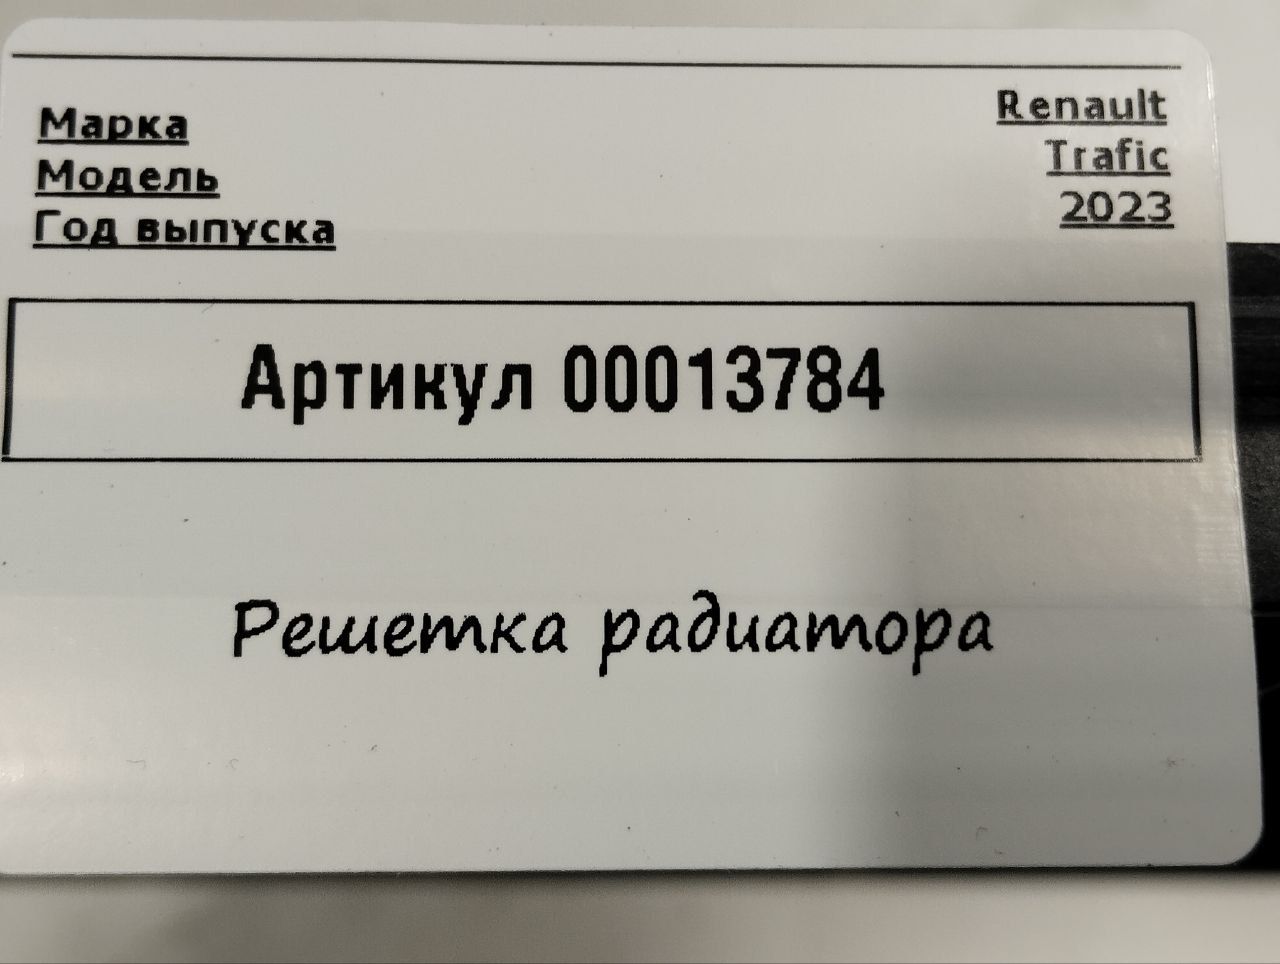 Марка Renault
Модель Trafic
Год выпуска 2023
Артикул 00013784
Решетка радиатора